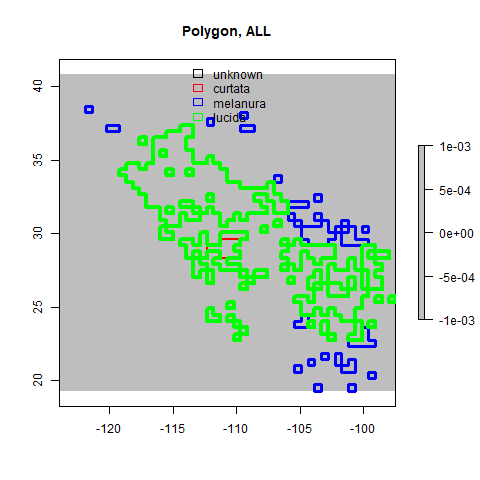 Polygon, ALL
unknown
curtata
melanura
lucida
40
35
30
25
20
-120
-115
-110
-105
-100
1e-03
5e-04
0e+00
-5e-04
-1e-03